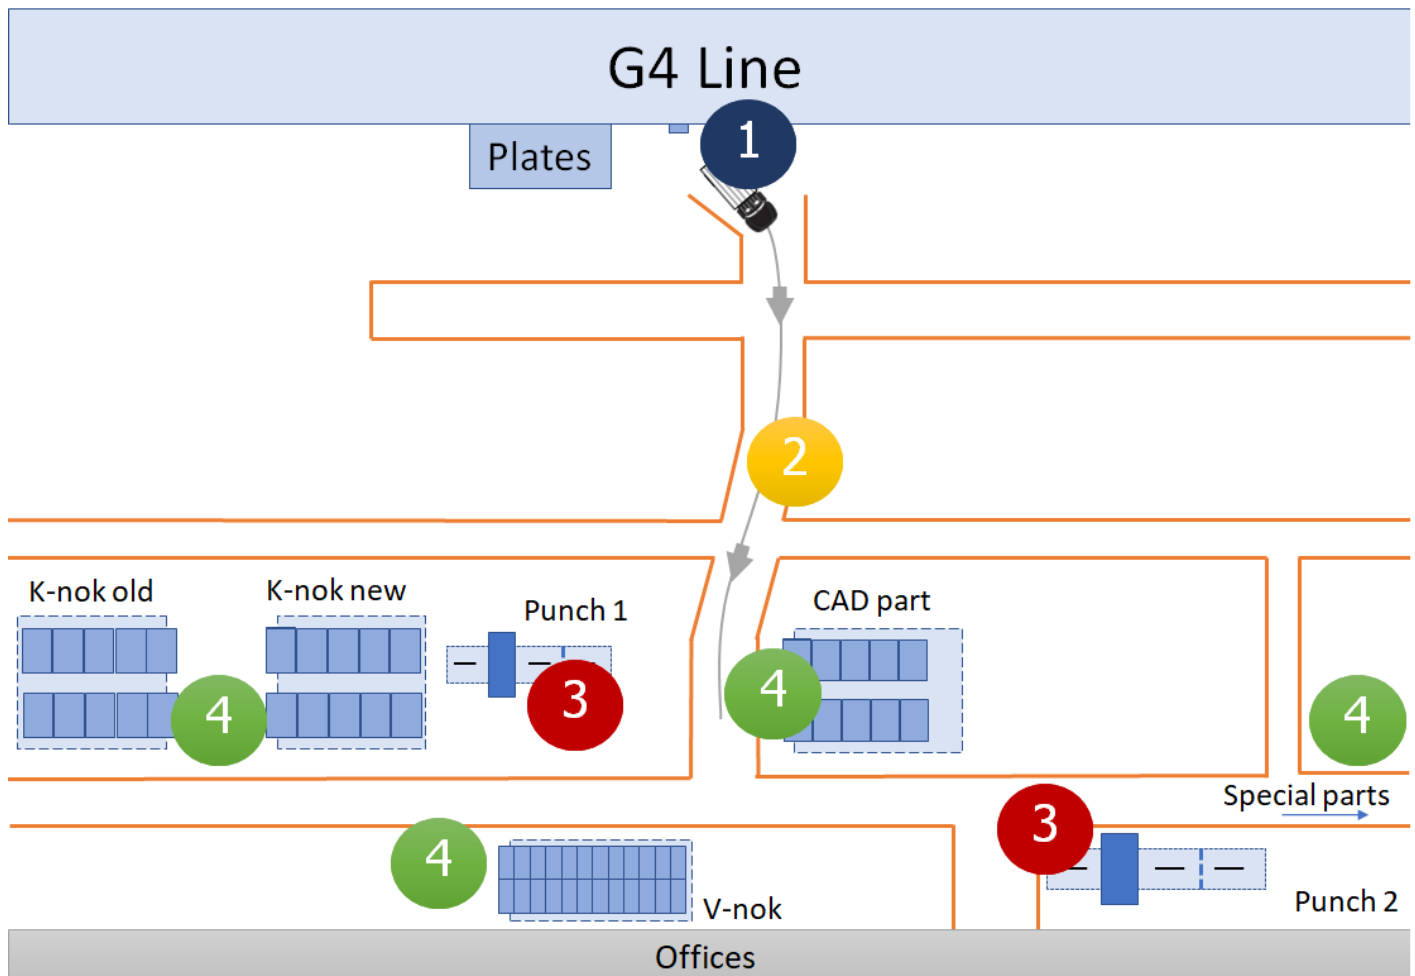 G4 Line
1
Plates
2
K-nok old
K-nok new
Punch 1
CAD part
4
3
4
4
Special parts
3
4
V-nok
Punch 2
Offices